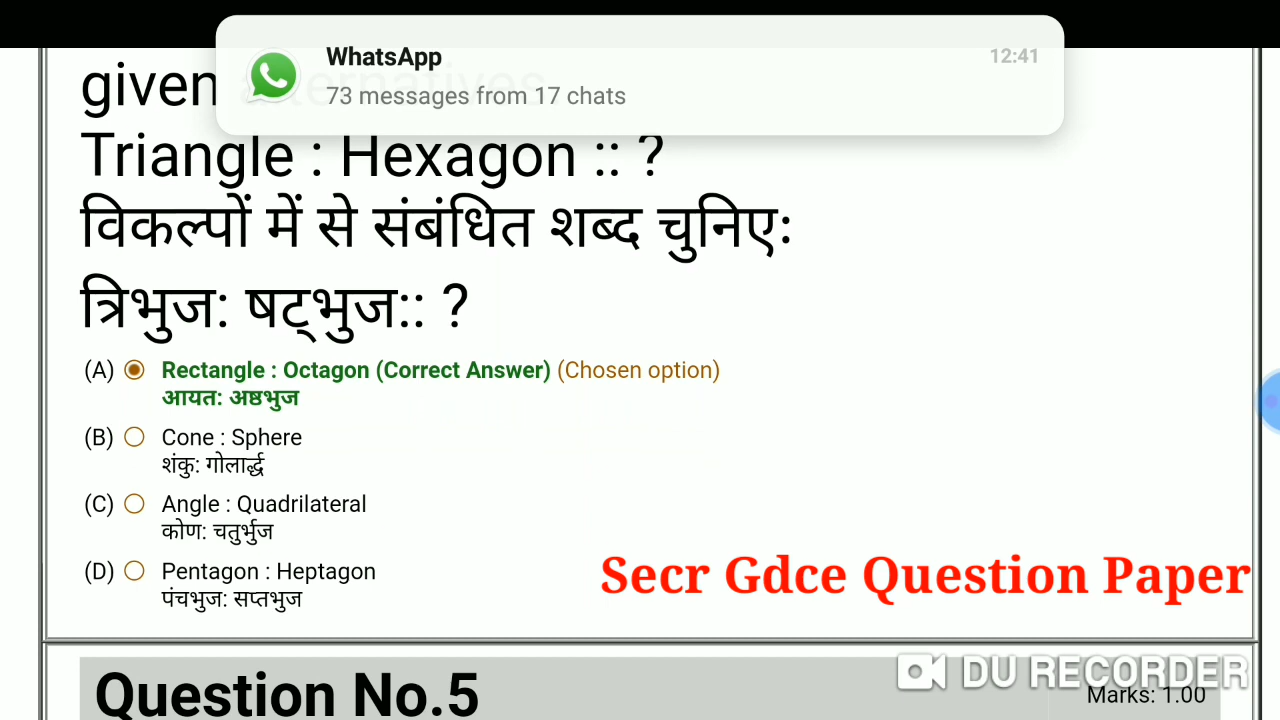 WhatsApp
12:41
73 messages from 17 chats
given
Triangle : Hexagon :: ?
विकल्पों में से संबंधित शब्द चुनिए:
त्रिभुज: षट्भुज:: ?
(A) Rectangle : Octagon (Correct Answer) (Chosen option)
आयत: अष्ठभुज
(B) Cone : Sphere
शंकु: गोलार्द्ध
(C) Angle : Quadrilateral
कोण: चतुर्भुज
(D) Pentagon : Heptagon
पंचभुज: सप्तभुज
Secr Gdce Question Paper
Question No.5
DU RECORDER
Marks: 1.00